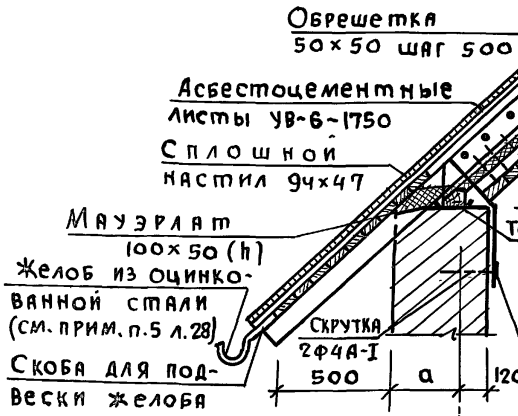 Обрешетка
50×50 шаг 500
Асбестоцементные
листы УВ-6-1750
Сплошной
настил 94×47
Мауэрлат
100×50 (h)
Желоб из оцинко-
ванной стали
(см. прим. п.5 л.28)
Скоба для под-
вески желоба
Скрутка
2Ф4А-I
500 а 120